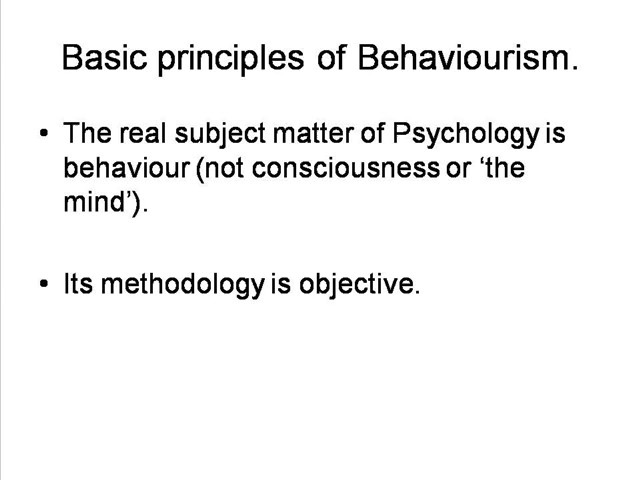 Basic principles of Behaviourism.
• The real subject matter of Psychology is
behaviour (not consciousness or ‘the
mind’).
• Its methodology is objective.